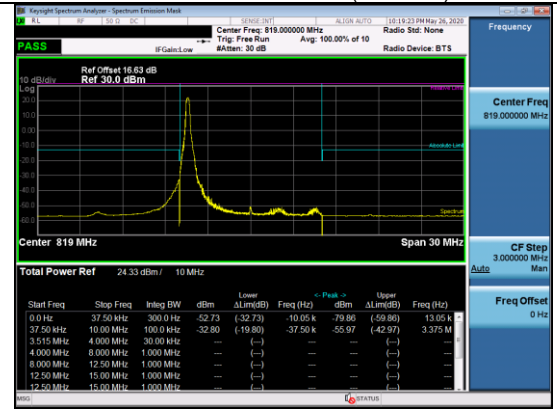 Keysight Spectrum Analyzer - Spectrum Emission Mask
RL RF 50 Ω DC SENSE:INT ALIGN AUTO 10:19:23 PM May 26, 2020
Center Freq: 819.000000 MHz Radio Std: None
Trig: Free Run Avg: 100.00% of 10
PASS IFGain:Low #Atten: 30 dB Radio Device: BTS
Frequency
Ref Offset 16.63 dB
10 dB/div Ref 30.0 dBm
Log
Relative Limit
20.0
10.0
0.00
-10.0
Absolute Limit
-20.0
-30.0
-40.0
-50.0
Spectrum
-60.0
Center 819 MHz Span 30 MHz
Center Freq
819.000000 MHz
CF Step
3.000000 MHz
Auto Man
Freq Offset
0 Hz
Total Power Ref 24.33 dBm / 10 MHz
Lower <- Peak -> Upper
Start Freq Stop Freq Integ BW dBm ΔLim(dB) Freq (Hz) dBm ΔLim(dB) Freq (Hz)
0.0 Hz 37.50 kHz 300.0 Hz -52.73 (-32.73) -10.05 k -79.86 (-59.86) 13.05 k
37.50 kHz 10.00 MHz 100.0 kHz -32.80 (-19.80) -37.50 k -55.97 (-42.97) 3.375 M
3.515 MHz 4.000 MHz 30.00 kHz --- (---) --- --- (---) ---
4.000 MHz 8.000 MHz 1.000 MHz --- (---) --- --- (---) ---
8.000 MHz 12.50 MHz 1.000 MHz --- (---) --- --- (---) ---
12.50 MHz 15.00 MHz 1.000 MHz --- (---) --- --- (---) ---
12.50 MHz 15.00 MHz 1.000 MHz --- (---) --- --- (---) ---
MSG STATUS